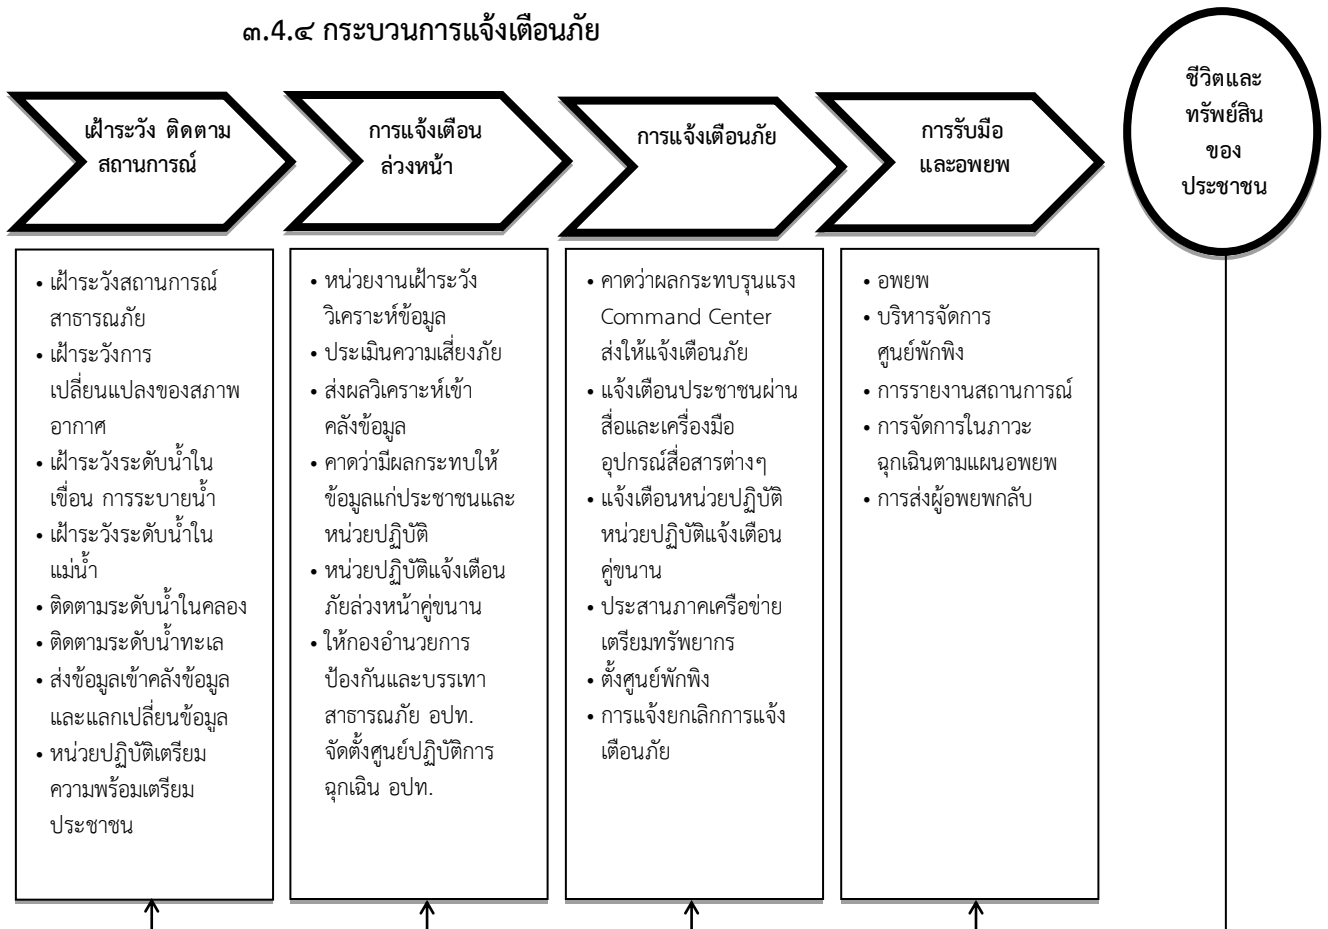 ๓.4.๔ กระบวนการแจ้งเตือนภัย
เฝ้าระวัง ติดตาม
สถานการณ์
การแจ้งเตือน
ล่วงหน้า
การแจ้งเตือนภัย
การรับมือ
และอพยพ
ชีวิตและ
ทรัพย์สิน
ของ
ประชาชน
• เฝ้าระวังสถานการณ์
สาธารณภัย
• เฝ้าระวังการ
เปลี่ยนแปลงของสภาพ
อากาศ
• เฝ้าระวังระดับน้ำใน
เขื่อน การระบายน้ำ
• เฝ้าระวังระดับน้ำใน
แม่น้ำ
• ติดตามระดับน้ำในคลอง
• ติดตามระดับน้ำทะเล
• ส่งข้อมูลเข้าคลังข้อมูล
และแลกเปลี่ยนข้อมูล
• หน่วยปฏิบัติเตรียม
ความพร้อมเตรียม
ประชาชน
• หน่วยงานเฝ้าระวัง
วิเคราะห์ข้อมูล
• ประเมินความเสี่ยงภัย
• ส่งผลวิเคราะห์เข้า
คลังข้อมูล
• คาดว่ามีผลกระทบให้
ข้อมูลแก่ประชาชนและ
หน่วยปฏิบัติ
• หน่วยปฏิบัติแจ้งเตือน
ภัยล่วงหน้าคู่ขนาน
• ให้กองอำนวยการ
ป้องกันและบรรเทา
สาธารณภัย อปท.
จัดตั้งศูนย์ปฏิบัติการ
ฉุกเฉิน อปท.
• คาดว่าผลกระทบรุนแรง
Command Center
ส่งให้แจ้งเตือนภัย
• แจ้งเตือนประชาชนผ่าน
สื่อและเครื่องมือ
อุปกรณ์สื่อสารต่างๆ
• แจ้งเตือนหน่วยปฏิบัติ
หน่วยปฏิบัติแจ้งเตือน
คู่ขนาน
• ประสานภาคเครือข่าย
เตรียมทรัพยากร
• ตั้งศูนย์พักพิง
• การแจ้งยกเลิกการแจ้ง
เตือนภัย
• อพยพ
• บริหารจัดการ
ศูนย์พักพิง
• การรายงานสถานการณ์
• การจัดการในภาวะ
ฉุกเฉินตามแผนอพยพ
• การส่งผู้อพยพกลับ